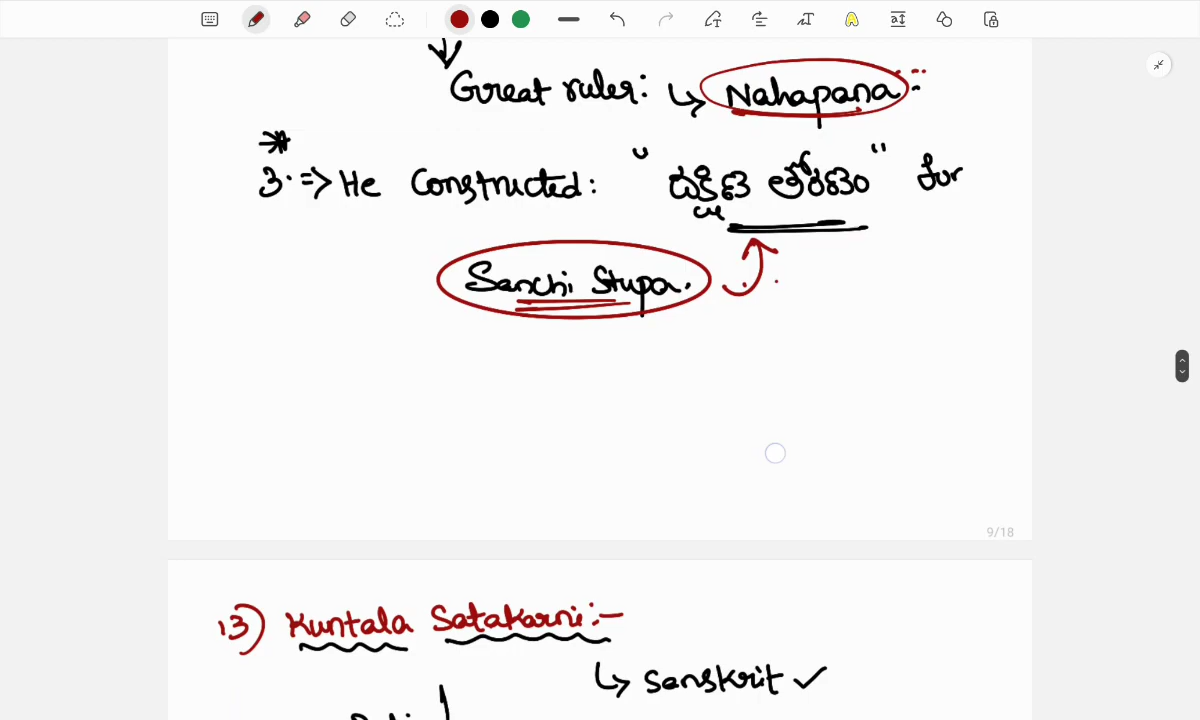 Great ruler: ↳ Nahapana :-
3. => He Constructed: "దక్షిణ తోరణం" for
Sanchi Stupa.
9/18
13) Kuntala Satakarni :-
↳ Sanskrit ✓